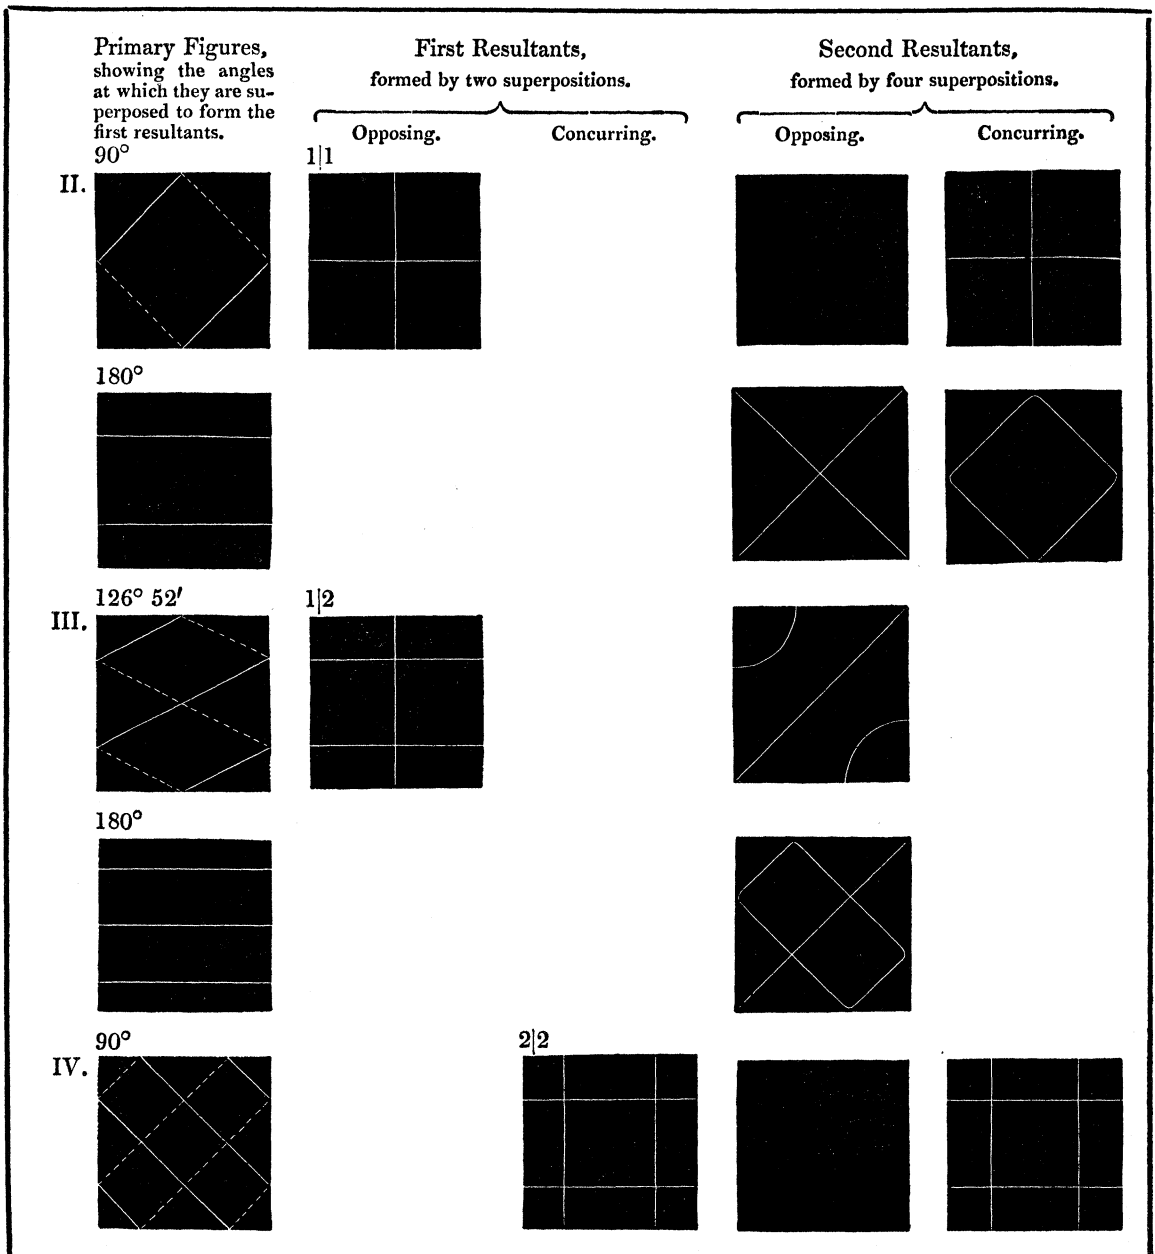 Primary Figures,
showing the angles
at which they are su-
perposed to form the
first resultants.
First Resultants,
formed by two superpositions.
Opposing.
Concurring.
Second Resultants,
formed by four superpositions.
Opposing.
Concurring.
90°
1|1
II.
180°
126° 52′
1|2
III.
180°
90°
2|2
IV.